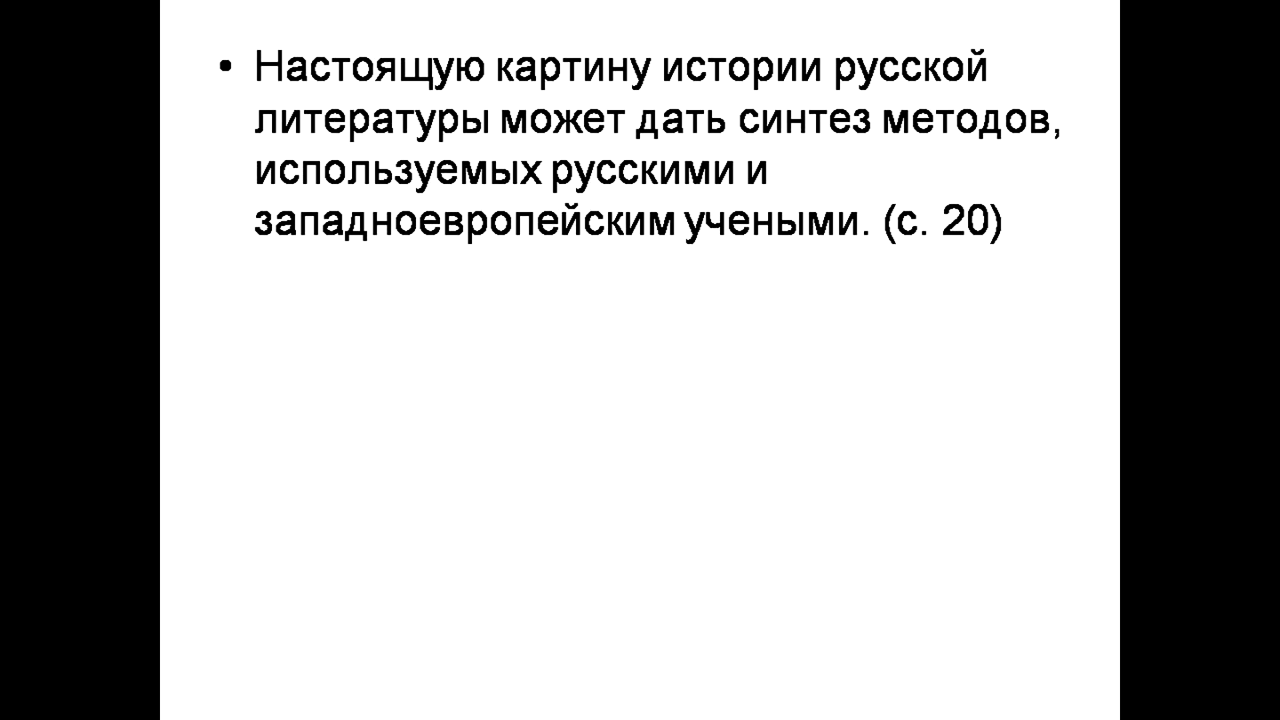 • Настоящую картину истории русской
литературы может дать синтез методов,
используемых русскими и
западноевропейским учеными. (с. 20)